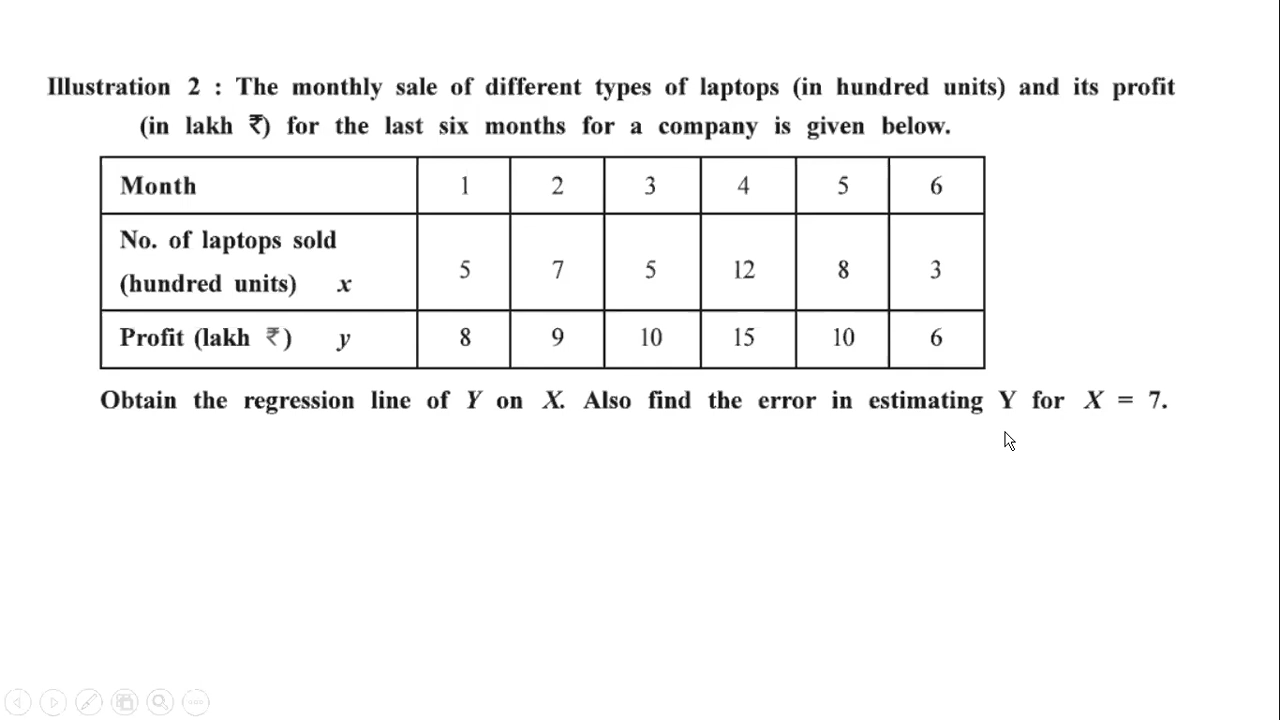 Illustration 2 : The monthly sale of different types of laptops (in hundred units) and its profit
(in lakh ₹) for the last six months for a company is given below.
Month 1 2 3 4 5 6
No. of laptops sold
(hundred units) x 5 7 5 12 8 3
Profit (lakh ₹) y 8 9 10 15 10 6
Obtain the regression line of Y on X. Also find the error in estimating Y for X = 7.